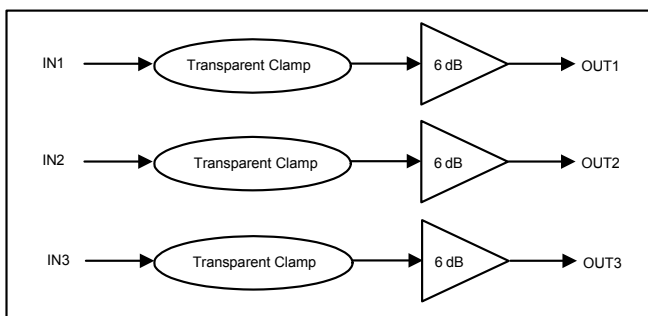 IN1 Transparent Clamp 6 dB OUT1
IN2 Transparent Clamp 6 dB OUT2
IN3 Transparent Clamp 6 dB OUT3